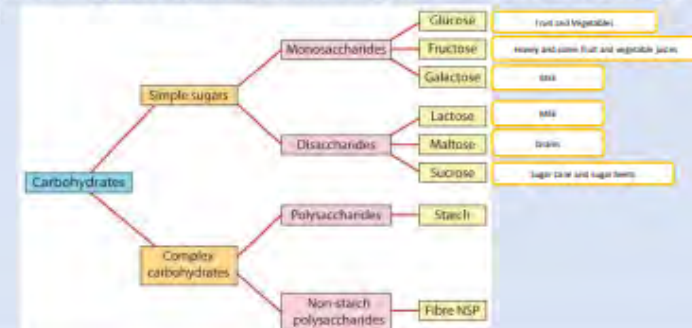 Glucose
Fruit and Vegetables
Monosaccharides
Fructose
Honey and some fruit and vegetable juices
Galactose
Milk
Simple sugars
Lactose
Milk
Disaccharides
Maltose
Grains
Sucrose
Sugar cane and sugar beets
Carbohydrates
Polysaccharides
Starch
Complex
carbohydrates
Non-starch
polysaccharides
Fibre NSP